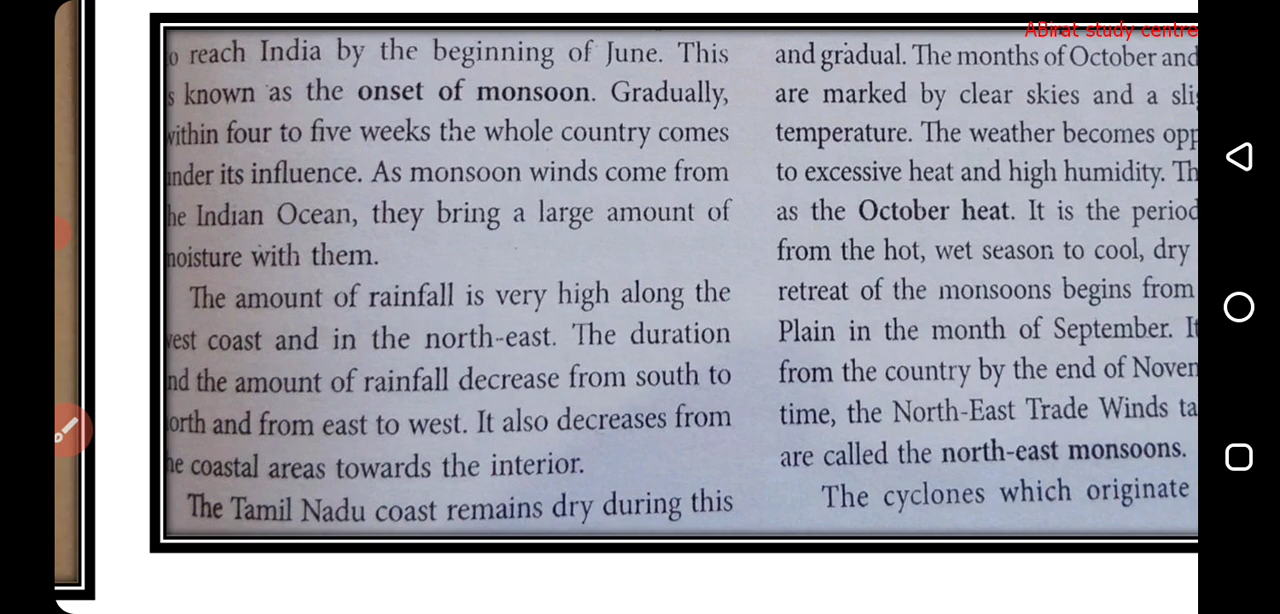 ABirat study centre
reach India by the beginning of June. This
known as the onset of monsoon. Gradually,
within four to five weeks the whole country comes
under its influence. As monsoon winds come from
he Indian Ocean, they bring a large amount of
moisture with them.
The amount of rainfall is very high along the
west coast and in the north-east. The duration
nd the amount of rainfall decrease from south to
orth and from east to west. It also decreases from
he coastal areas towards the interior.
The Tamil Nadu coast remains dry during this
and gradual. The months of October and
are marked by clear skies and a sli
temperature. The weather becomes opp
to excessive heat and high humidity. Th
as the October heat. It is the period
from the hot, wet season to cool, dry
retreat of the monsoons begins from
Plain in the month of September. It
from the country by the end of Novem
time, the North-East Trade Winds ta
are called the north-east monsoons.
The cyclones which originate